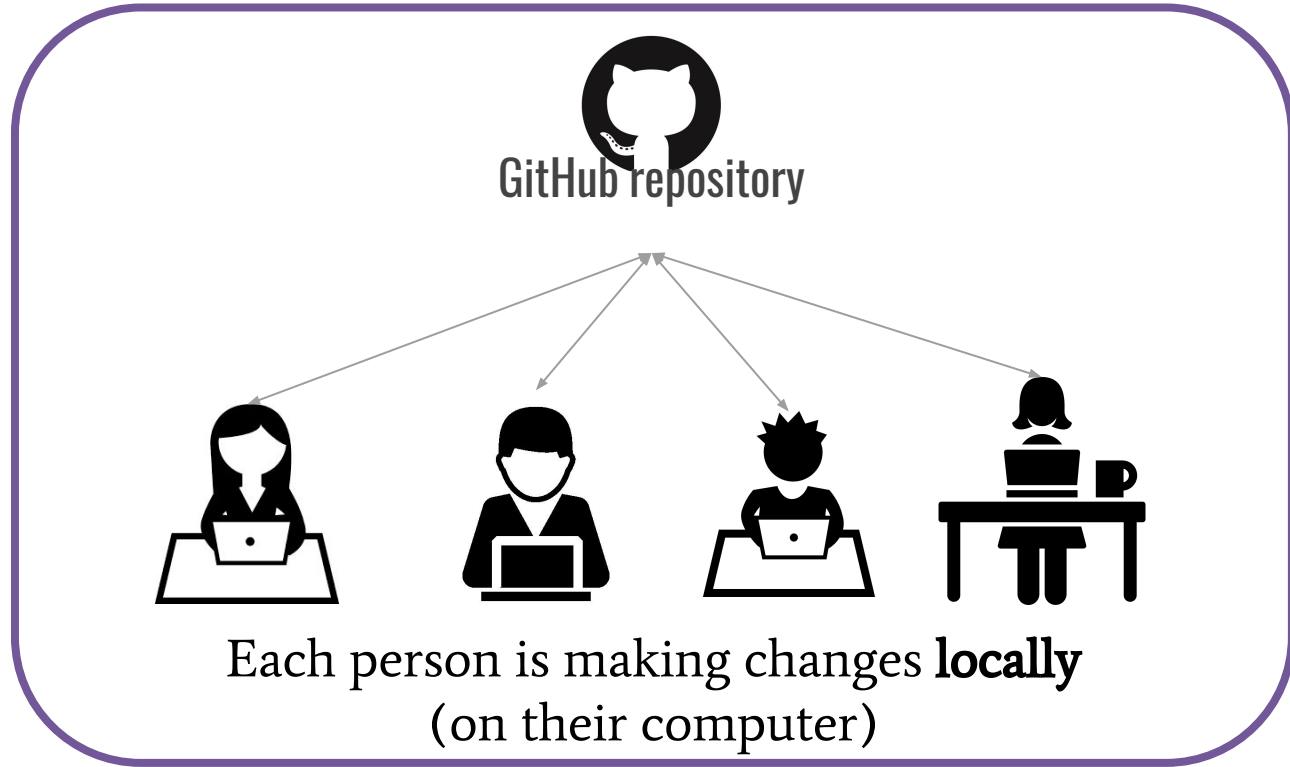 GitHub repository
Each person is making changes locally
(on their computer)